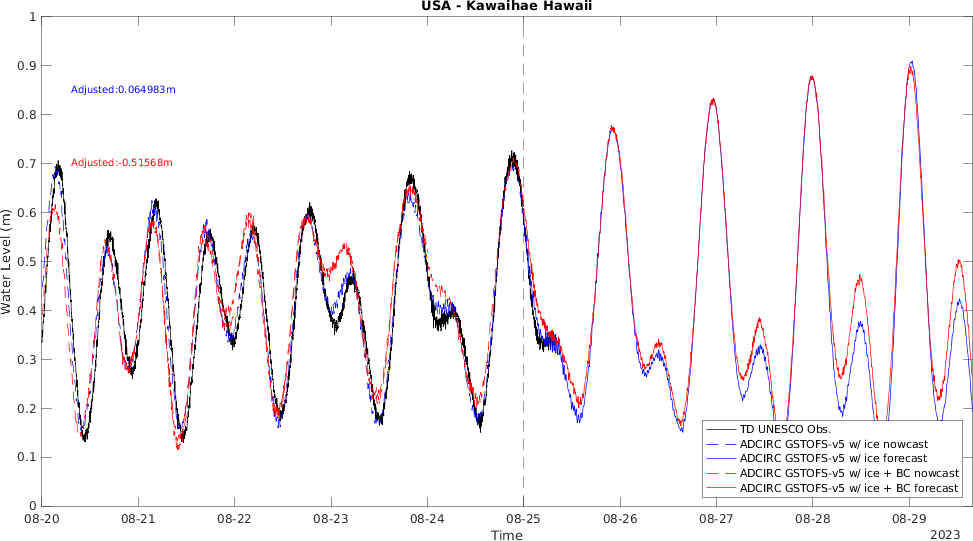 USA - Kawaihae Hawaii
1
0.9
0.8
0.7
0.6
0.5
0.4
0.3
0.2
0.1
0
Water Level (m)
Adjusted:0.064983m
Adjusted:-0.51568m
TD UNESCO Obs.
ADCIRC GSTOFS-v5 w/ ice nowcast
ADCIRC GSTOFS-v5 w/ ice forecast
ADCIRC GSTOFS-v5 w/ ice + BC nowcast
ADCIRC GSTOFS-v5 w/ ice + BC forecast
08-20 08-21 08-22 08-23 08-24 08-25 08-26 08-27 08-28 08-29
Time
2023